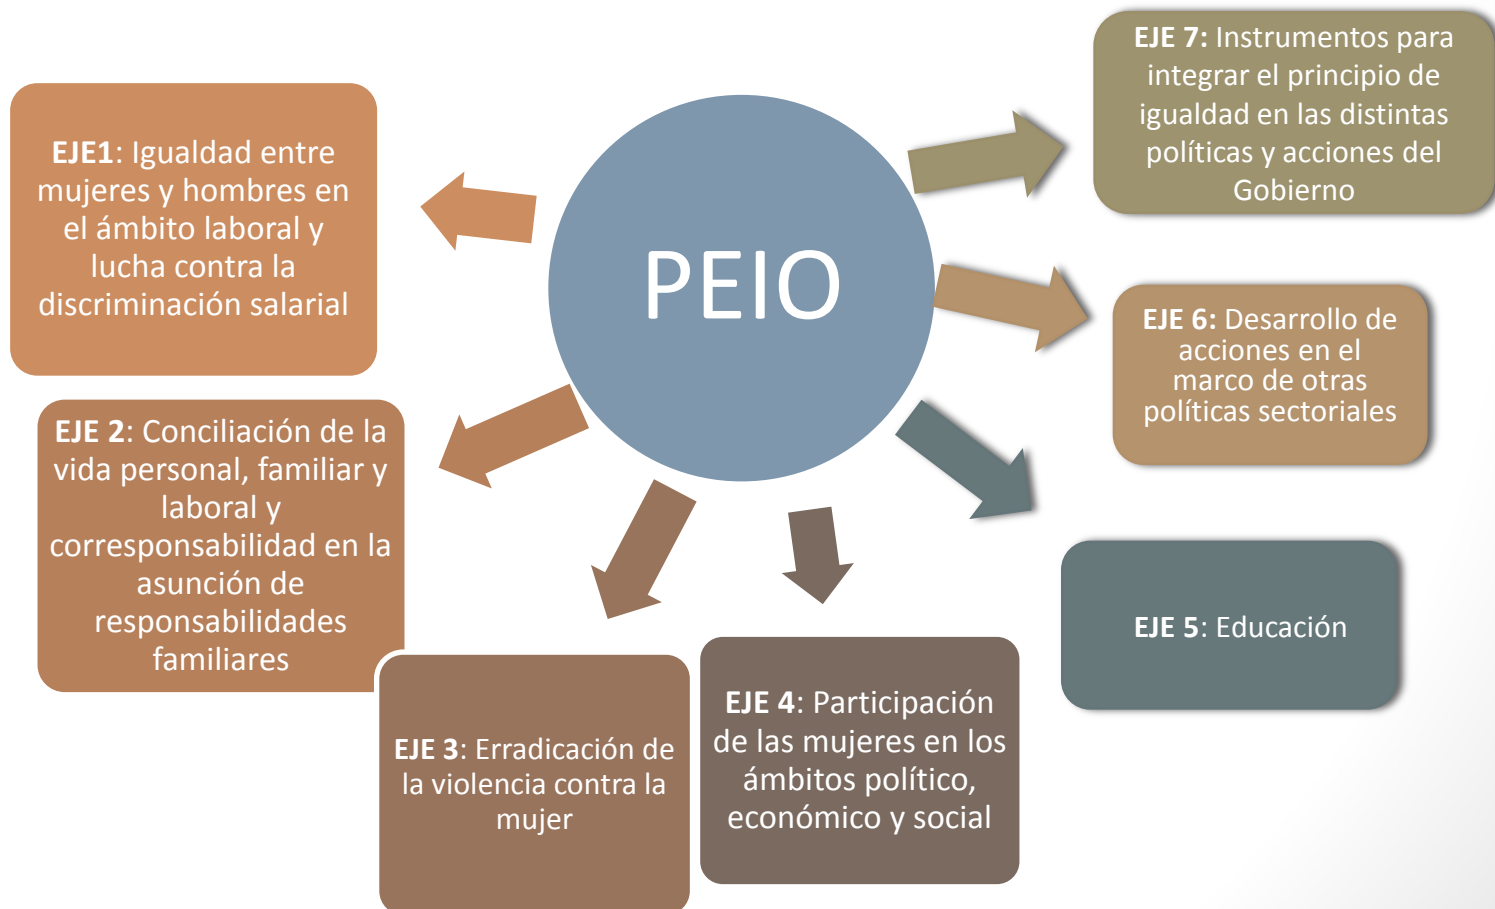 PEIO
EJE1: Igualdad entre
mujeres y hombres en
el ámbito laboral y
lucha contra la
discriminación salarial
EJE 2: Conciliación de la
vida personal, familiar y
laboral y
corresponsabilidad en la
asunción de
responsabilidades
familiares
EJE 3: Erradicación de
la violencia contra la
mujer
EJE 4: Participación
de las mujeres en los
ámbitos político,
económico y social
EJE 5: Educación
EJE 6: Desarrollo de
acciones en el
marco de otras
políticas sectoriales
EJE 7: Instrumentos para
integrar el principio de
igualdad en las distintas
políticas y acciones del
Gobierno